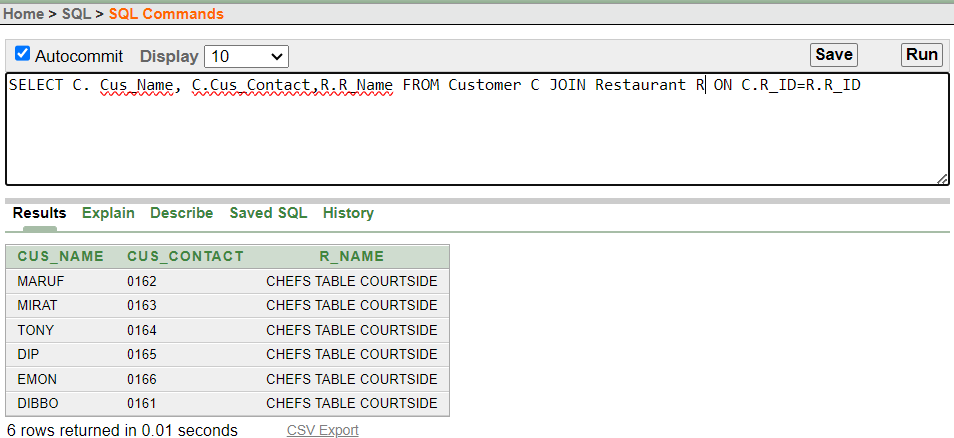 Home > SQL > SQL Commands
Autocommit Display 10 Save Run
SELECT C. Cus_Name, C.Cus_Contact,R.R_Name FROM Customer C JOIN Restaurant R ON C.R_ID=R.R_ID
Results Explain Describe Saved SQL History
CUS_NAME CUS_CONTACT R_NAME
MARUF 0162 CHEFS TABLE COURTSIDE
MIRAT 0163 CHEFS TABLE COURTSIDE
TONY 0164 CHEFS TABLE COURTSIDE
DIP 0165 CHEFS TABLE COURTSIDE
EMON 0166 CHEFS TABLE COURTSIDE
DIBBO 0161 CHEFS TABLE COURTSIDE
6 rows returned in 0.01 seconds CSV Export